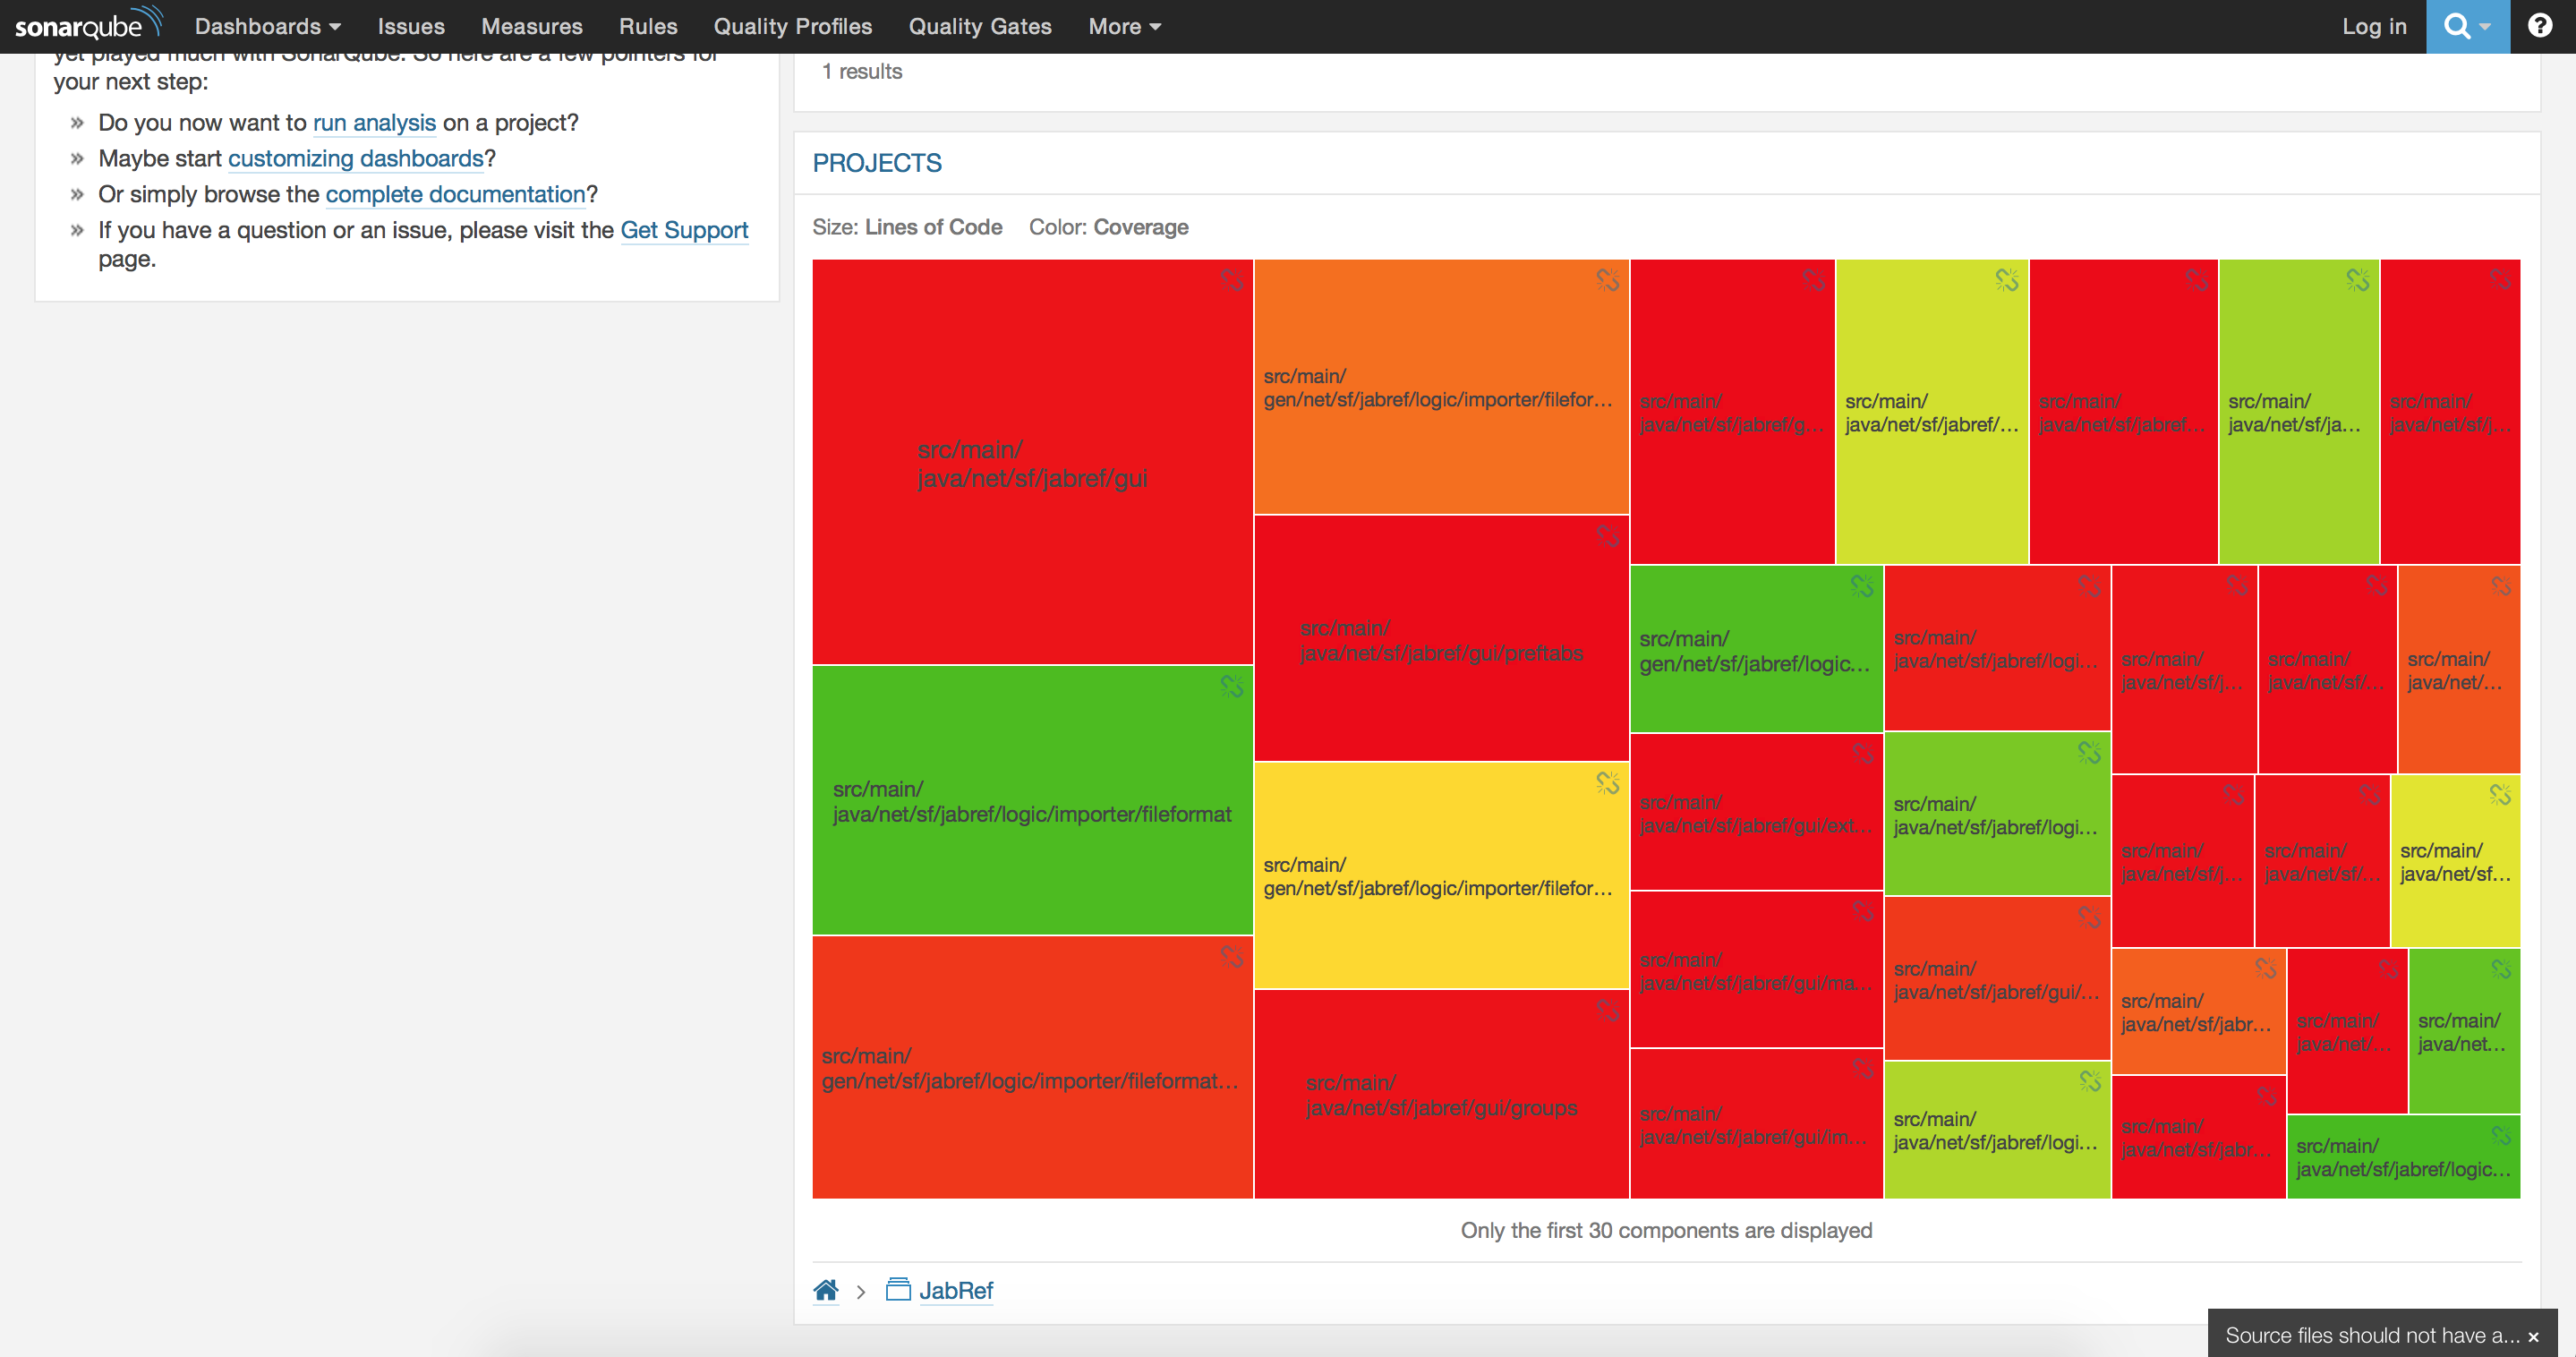 sonarqube Dashboards Issues Measures Rules Quality Profiles Quality Gates More Log in
yet played much with SonarQube. So here are a few pointers for
your next step:
» Do you now want to run analysis on a project?
» Maybe start customizing dashboards?
» Or simply browse the complete documentation?
» If you have a question or an issue, please visit the Get Support
page.
1 results
PROJECTS
Size: Lines of Code Color: Coverage
src/main/
java/net/sf/jabref/gui
src/main/
java/net/sf/jabref/logic/importer/fileformat
src/main/
gen/net/sf/jabref/logic/importer/fileformat...
src/main/
gen/net/sf/jabref/logic/importer/filefor...
src/main/
java/net/sf/jabref/gui/preftabs
src/main/
gen/net/sf/jabref/logic/importer/filefor...
src/main/
java/net/sf/jabref/gui/groups
src/main/
java/net/sf/jabref/g...
src/main/
java/net/sf/jabref/...
src/main/
java/net/sf/jabref...
src/main/
java/net/sf/ja...
src/main/
java/net/sf/j...
src/main/
gen/net/sf/jabref/logic...
src/main/
java/net/sf/jabref/gui/ext...
src/main/
java/net/sf/jabref/gui/ma...
src/main/
java/net/sf/jabref/gui/im...
src/main/
java/net/sf/jabref/logi...
src/main/
java/net/sf/jabref/logi...
src/main/
java/net/sf/jabref/gui/...
src/main/
java/net/sf/jabref/logi...
src/main/
java/net/sf/j...
src/main/
java/net/sf/...
src/main/
java/net/...
src/main/
java/net/sf/j...
src/main/
java/net/sf/...
src/main/
java/net/sf...
src/main/
java/net/sf/jabr...
src/main/
java/net/sf/jabr...
src/main/
java/net/...
src/main/
java/net...
src/main/
java/net/sf/jabref/logic...
Only the first 30 components are displayed
> JabRef
Source files should not have a... ×